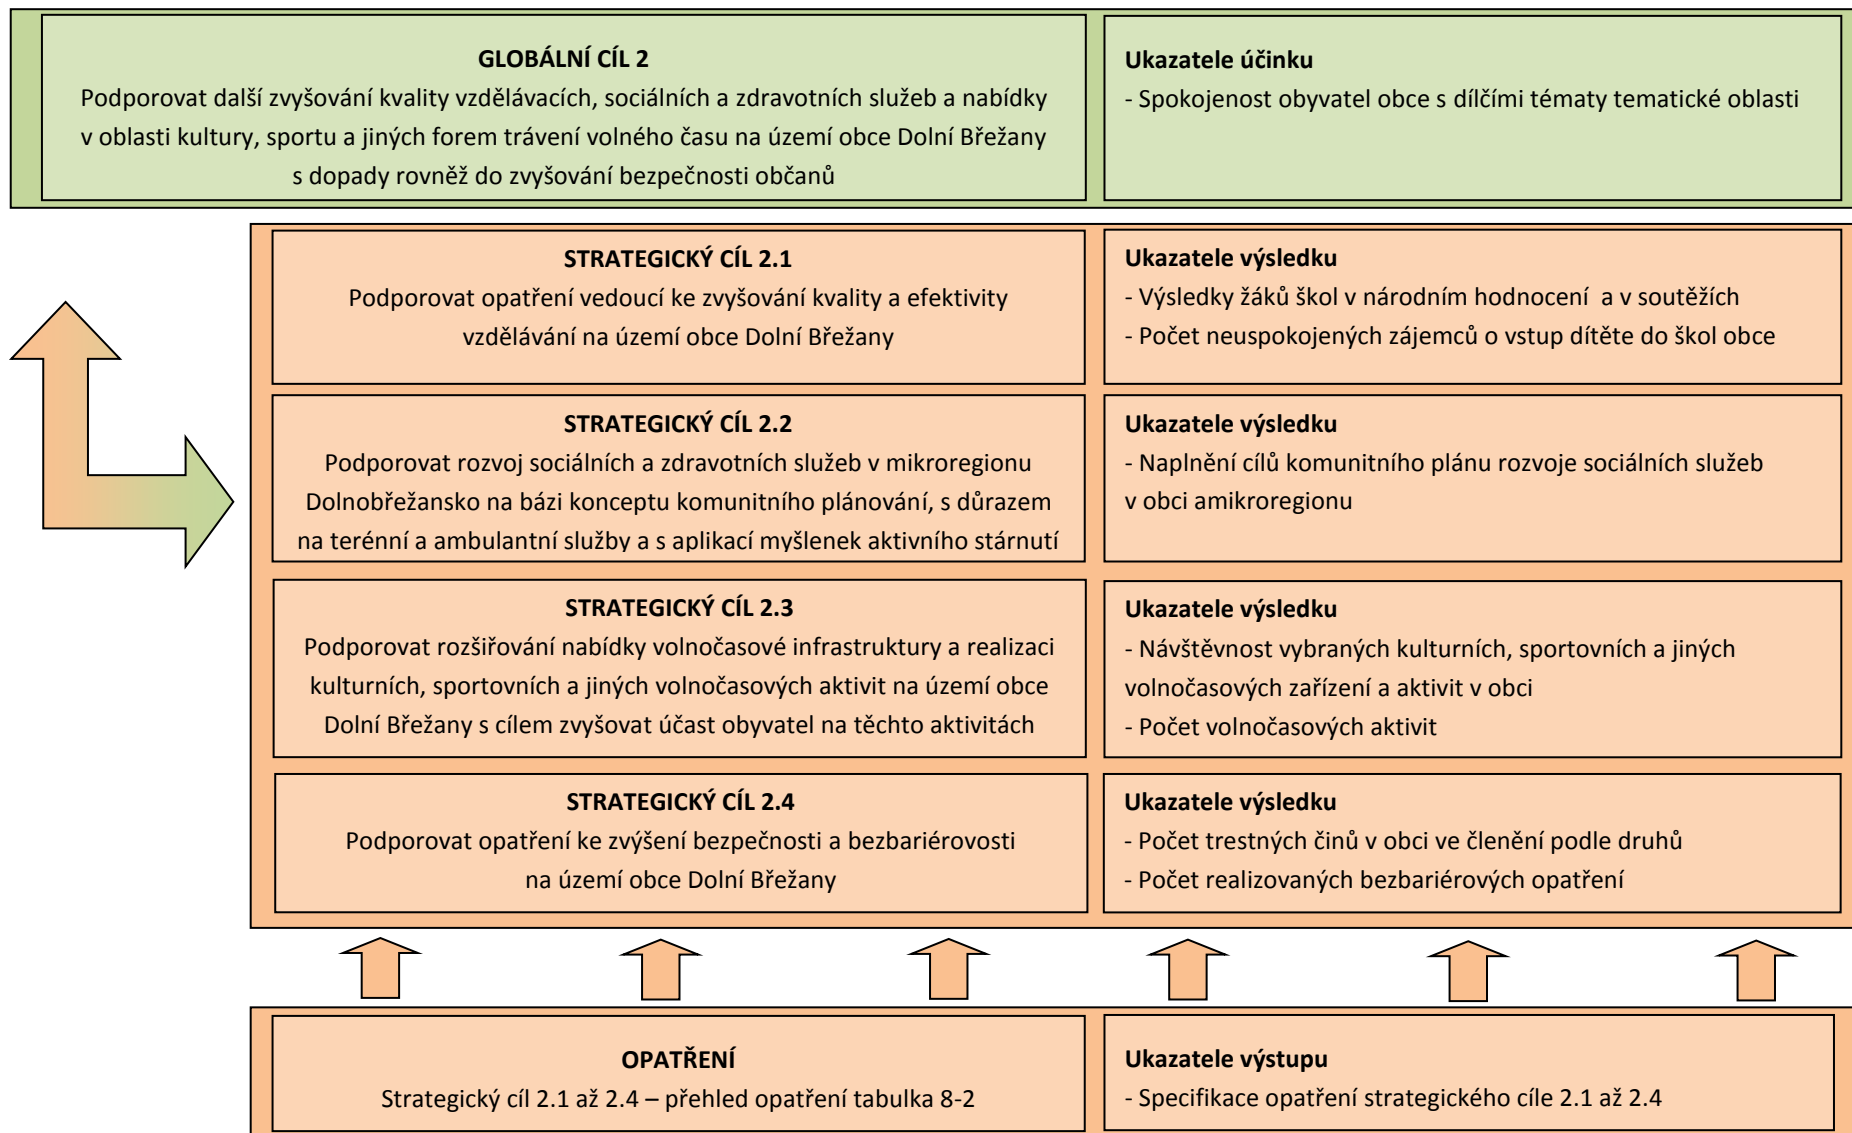 GLOBÁLNÍ CÍL 2
Podporovat další zvyšování kvality vzdělávacích, sociálních a zdravotních služeb a nabídky
v oblasti kultury, sportu a jiných forem trávení volného času na území obce Dolní Břežany
s dopady rovněž do zvyšování bezpečnosti občanů
Ukazatele účinku
- Spokojenost obyvatel obce s dílčími tématy tematické oblasti
STRATEGICKÝ CÍL 2.1
Podporovat opatření vedoucí ke zvyšování kvality a efektivity
vzdělávání na území obce Dolní Břežany
Ukazatele výsledku
- Výsledky žáků škol v národním hodnocení a v soutěžích
- Počet neuspokojených zájemců o vstup dítěte do škol obce
STRATEGICKÝ CÍL 2.2
Podporovat rozvoj sociálních a zdravotních služeb v mikroregionu
Dolnobřežansko na bázi konceptu komunitního plánování, s důrazem
na terénní a ambulantní služby a s aplikací myšlenek aktivního stárnutí
Ukazatele výsledku
- Naplnění cílů komunitního plánu rozvoje sociálních služeb
v obci amikroregionu
STRATEGICKÝ CÍL 2.3
Podporovat rozšiřování nabídky volnočasové infrastruktury a realizaci
kulturních, sportovních a jiných volnočasových aktivit na území obce
Dolní Břežany s cílem zvyšovat účast obyvatel na těchto aktivitách
Ukazatele výsledku
- Návštěvnost vybraných kulturních, sportovních a jiných
volnočasových zařízení a aktivit v obci
- Počet volnočasových aktivit
STRATEGICKÝ CÍL 2.4
Podporovat opatření ke zvýšení bezpečnosti a bezbariérovosti
na území obce Dolní Břežany
Ukazatele výsledku
- Počet trestných činů v obci ve členění podle druhů
- Počet realizovaných bezbariérových opatření
OPATŘENÍ
Strategický cíl 2.1 až 2.4 – přehled opatření tabulka 8-2
Ukazatele výstupu
- Specifikace opatření strategického cíle 2.1 až 2.4